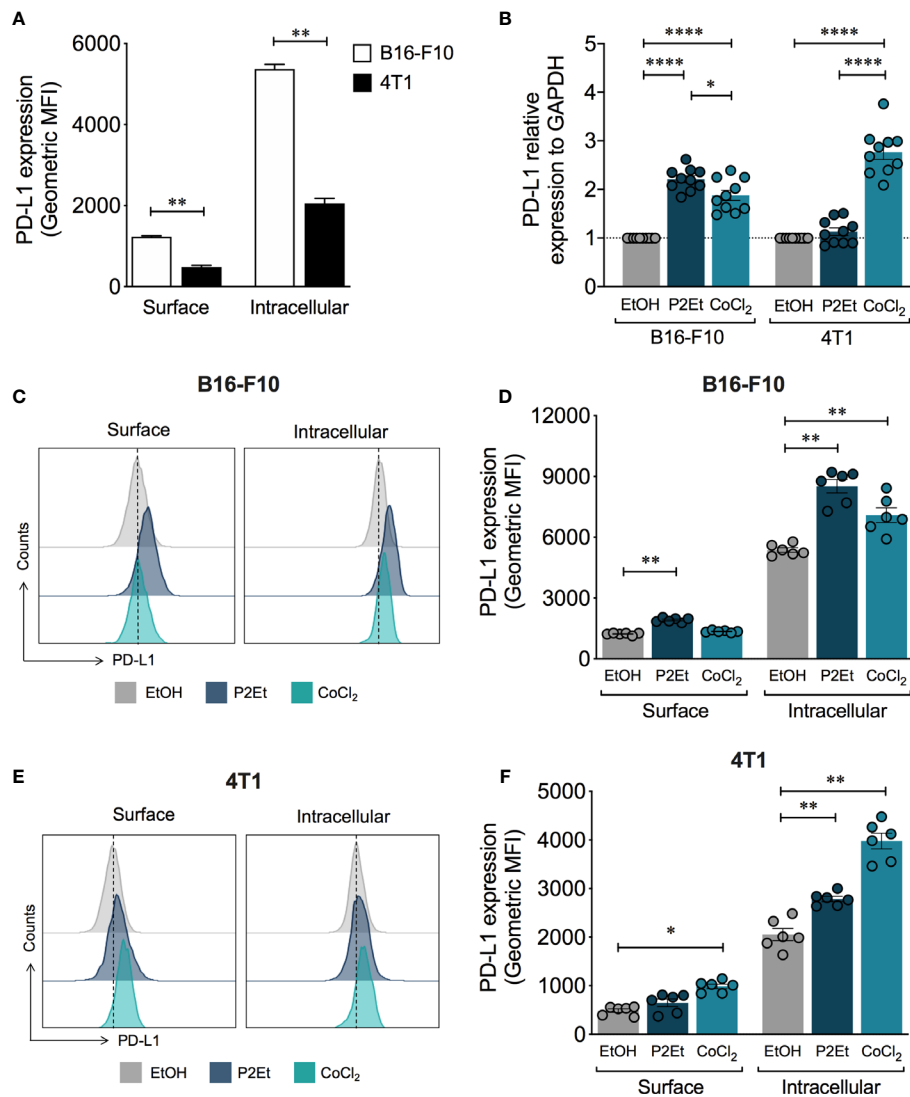 A
PD-L1 expression
(Geometric MFI)
6000
4000
2000
0
**
**
B16-F10
4T1
Surface
Intracellular
B
PD-L1 relative
expression to GAPDH
5
4
3
2
1
0
****
****
****
****
*
EtOH
P2Et
CoCl₂
EtOH
P2Et
CoCl₂
B16-F10
4T1
C
B16-F10
Surface
Intracellular
Counts
PD-L1
EtOH
P2Et
CoCl₂
D
B16-F10
PD-L1 expression
(Geometric MFI)
12000
9000
6000
3000
0
**
**
**
EtOH
P2Et
CoCl₂
EtOH
P2Et
CoCl₂
Surface
Intracellular
E
4T1
Surface
Intracellular
Counts
PD-L1
EtOH
P2Et
CoCl₂
F
4T1
PD-L1 expression
(Geometric MFI)
5000
4000
3000
2000
1000
0
**
**
*
EtOH
P2Et
CoCl₂
EtOH
P2Et
CoCl₂
Surface
Intracellular